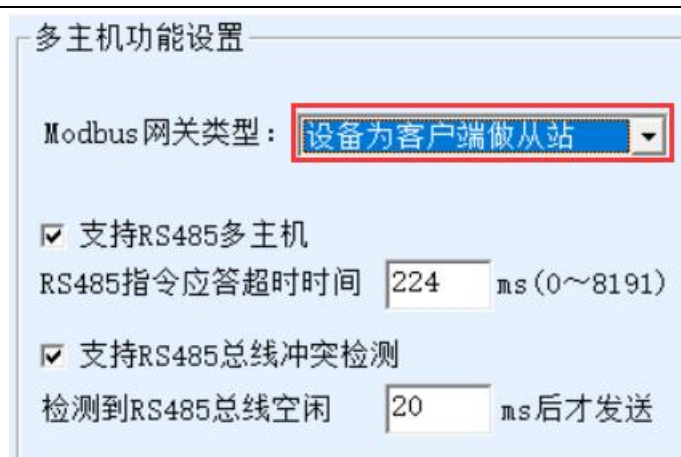 多主机功能设置
Modbus网关类型: 设备为客户端做从站
支持RS485多主机
RS485指令应答超时时间 224 ms(0～8191)
支持RS485总线冲突检测
检测到RS485总线空闲 20 ms后才发送